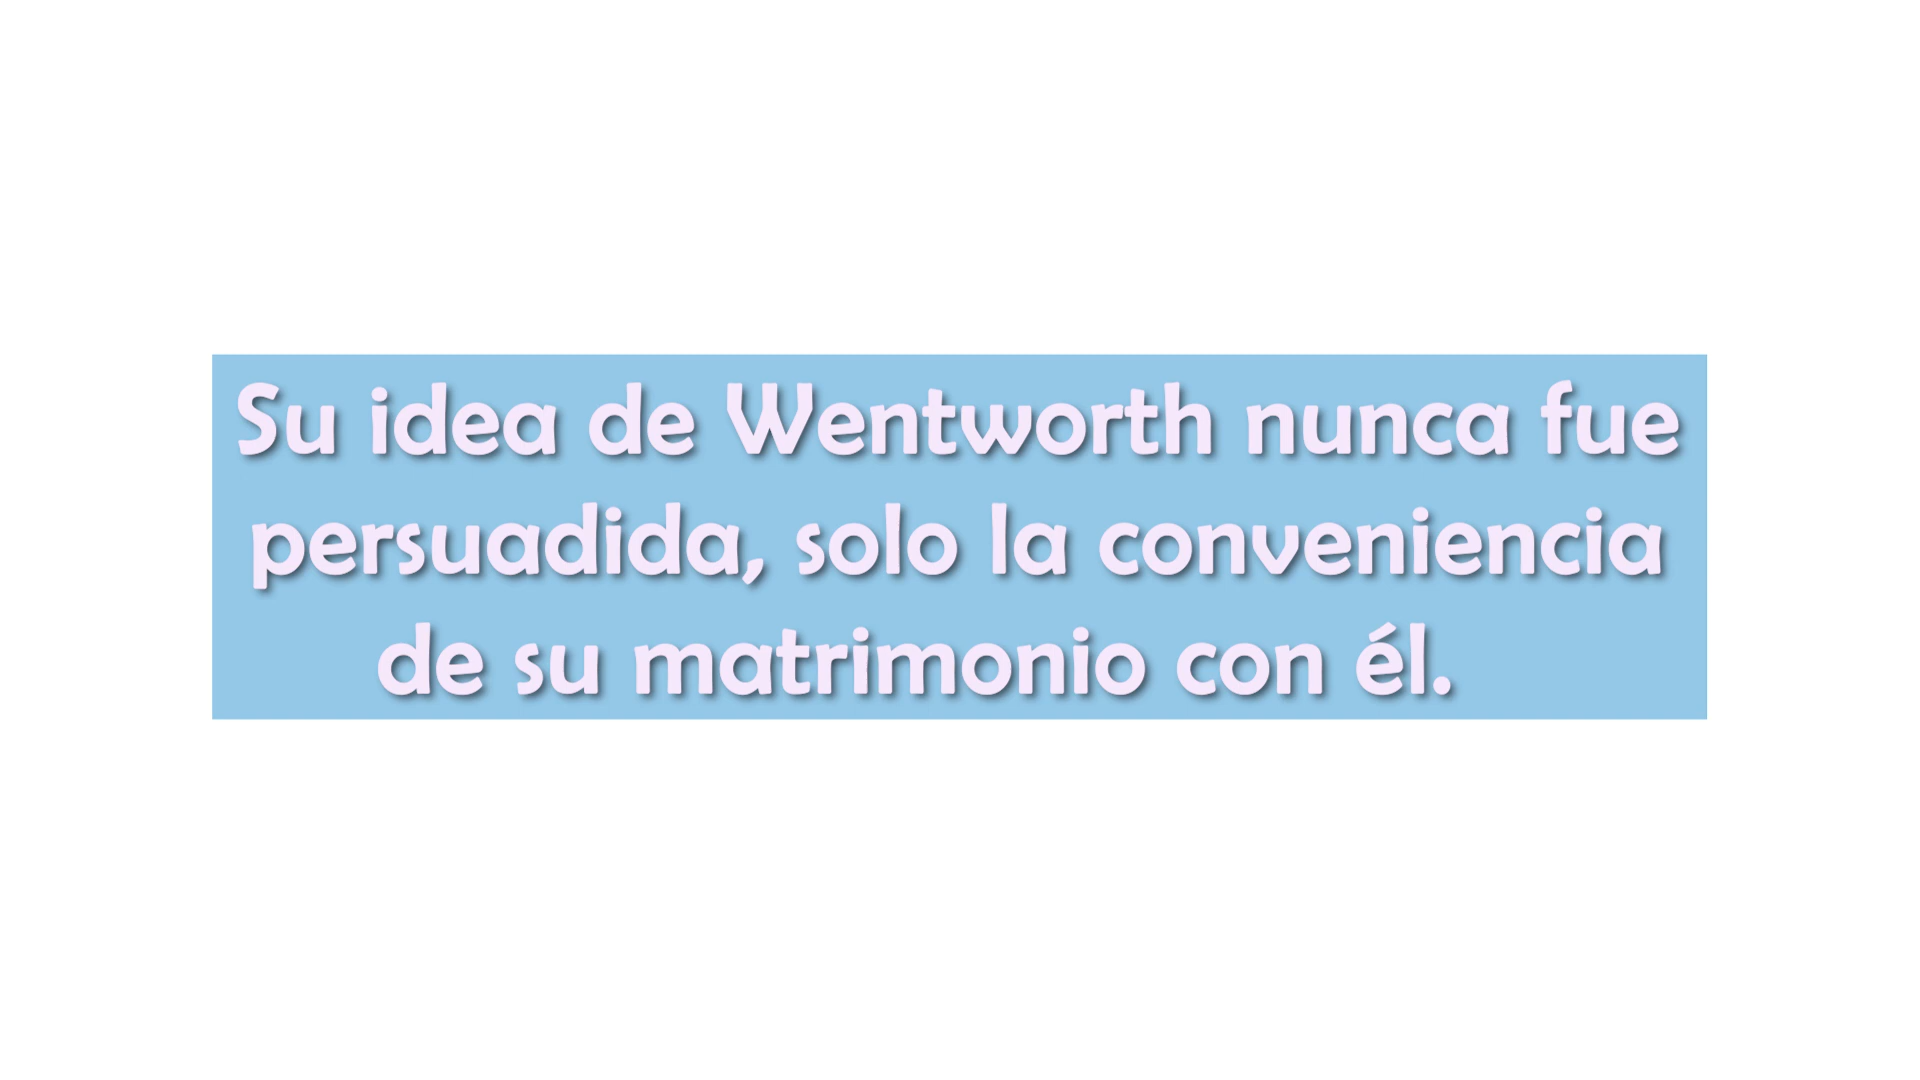 Su idea de Wentworth nunca fue
persuadida, solo la conveniencia
de su matrimonio con él.